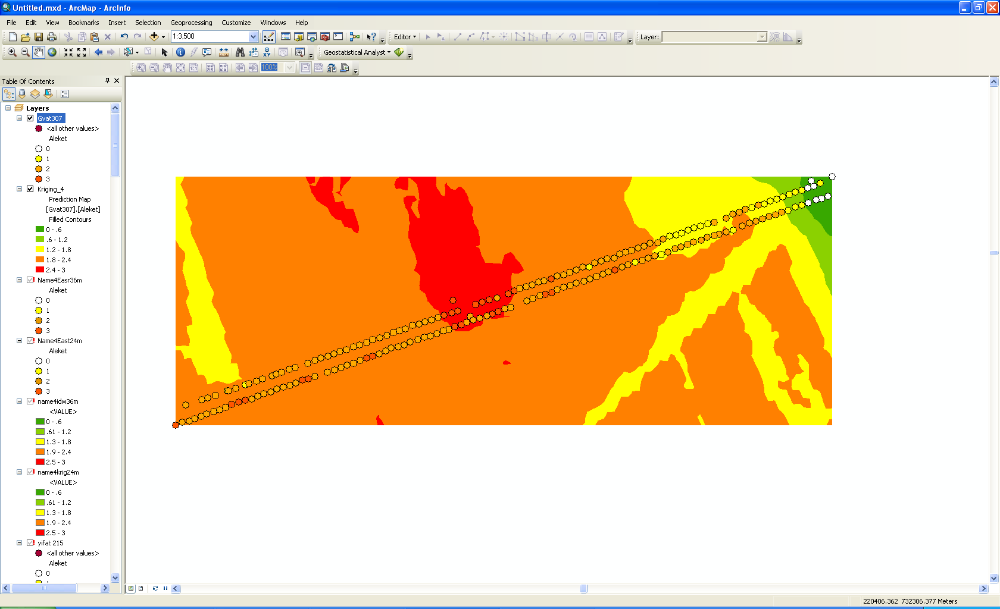 Untitled.mxd - ArcMap - ArcInfo
File Edit View Bookmarks Insert Selection Geoprocessing Customize Windows Help
1:3,500 Editor Layer:
Geostatistical Analyst
100%
Table Of Contents
Layers
Gvat307
<all other values>
Aleket
0
1
2
3
Kriging_4
Prediction Map
[Gvat307].[Aleket]
Filled Contours
0 - .6
.6 - 1.2
1.2 - 1.8
1.8 - 2.4
2.4 - 3
Name4Easr36m
Aleket
0
1
2
3
Name4East24m
Aleket
0
1
2
3
name4idw36m
<VALUE>
0 - .6
.61 - 1.2
1.3 - 1.8
1.9 - 2.4
2.5 - 3
name4krig24m
<VALUE>
0 - .6
.61 - 1.2
1.3 - 1.8
1.9 - 2.4
2.5 - 3
yifat 215
<all other values>
Aleket
0
220406.362 732306.377 Meters